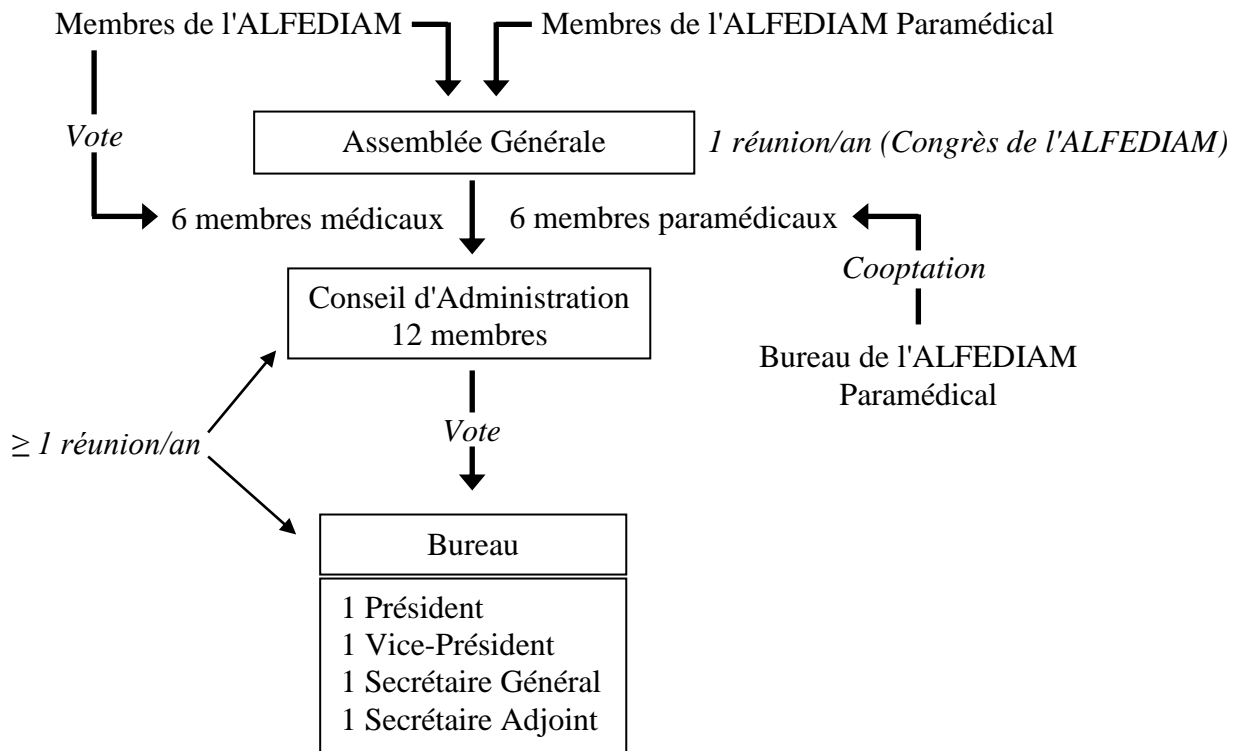 Membres de l'ALFEDIAM
Membres de l'ALFEDIAM Paramédical
Vote
Assemblée Générale
1 réunion/an (Congrès de l'ALFEDIAM)
6 membres médicaux
6 membres paramédicaux
Cooptation
Conseil d'Administration
12 membres
Bureau de l'ALFEDIAM
Paramédical
≥ 1 réunion/an
Vote
Bureau
1 Président
1 Vice-Président
1 Secrétaire Général
1 Secrétaire Adjoint